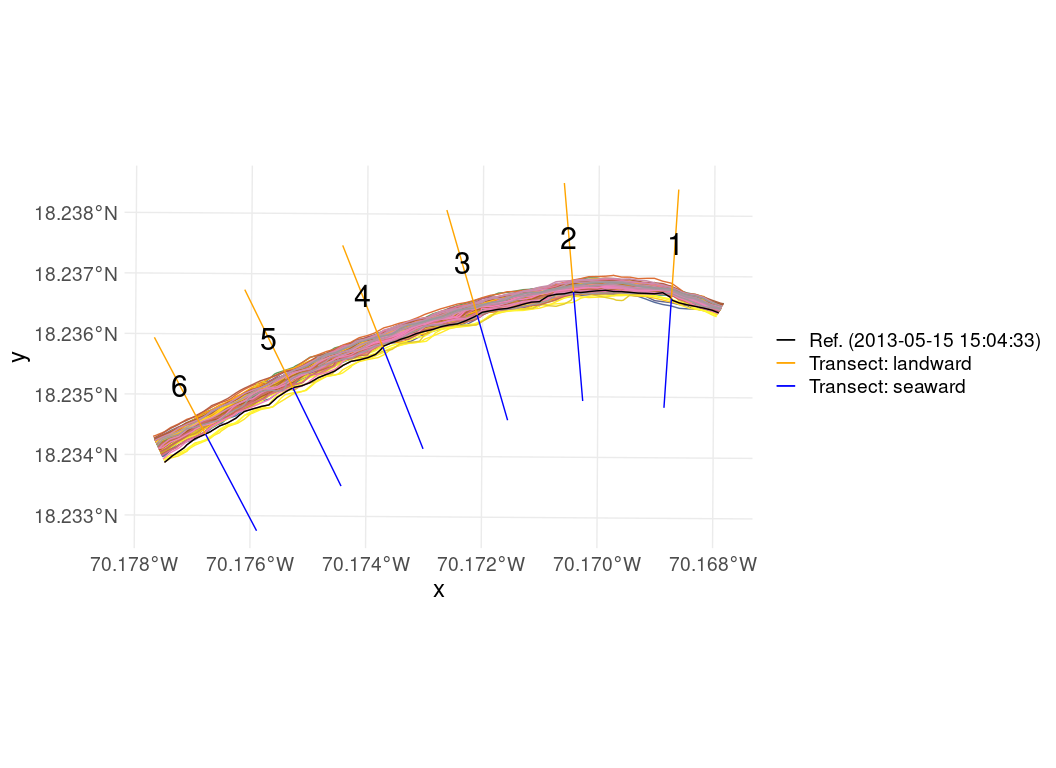 18.238°N
18.237°N
18.236°N
18.235°N
18.234°N
18.233°N
y
1
2
3
4
5
6
70.178°W 70.176°W 70.174°W 70.172°W 70.170°W 70.168°W
x
Ref. (2013-05-15 15:04:33)
Transect: landward
Transect: seaward